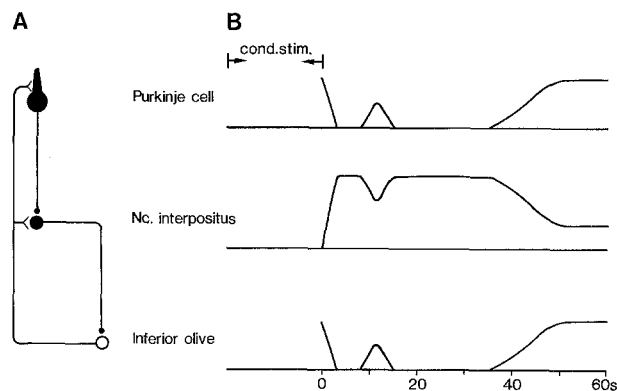 A
B
cond.stim.
Purkinje cell
Nc. interpositus
Inferior olive
0 20 40 60s